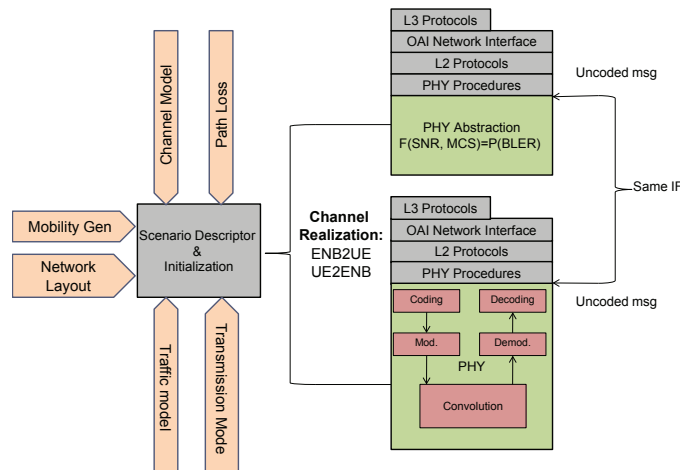 Channel Model
Path Loss
Mobility Gen
Network
Layout
Scenario Descriptor
&
Initialization
Traffic model
Transmission Mode
Channel
Realization:
ENB2UE
UE2ENB
L3 Protocols
OAI Network Interface
L2 Protocols
PHY Procedures
PHY Abstraction
F(SNR, MCS)=P(BLER)
Uncoded msg
Same IF
L3 Protocols
OAI Network Interface
L2 Protocols
PHY Procedures
Uncoded msg
Coding
Decoding
Mod.
Demod.
PHY
Convolution